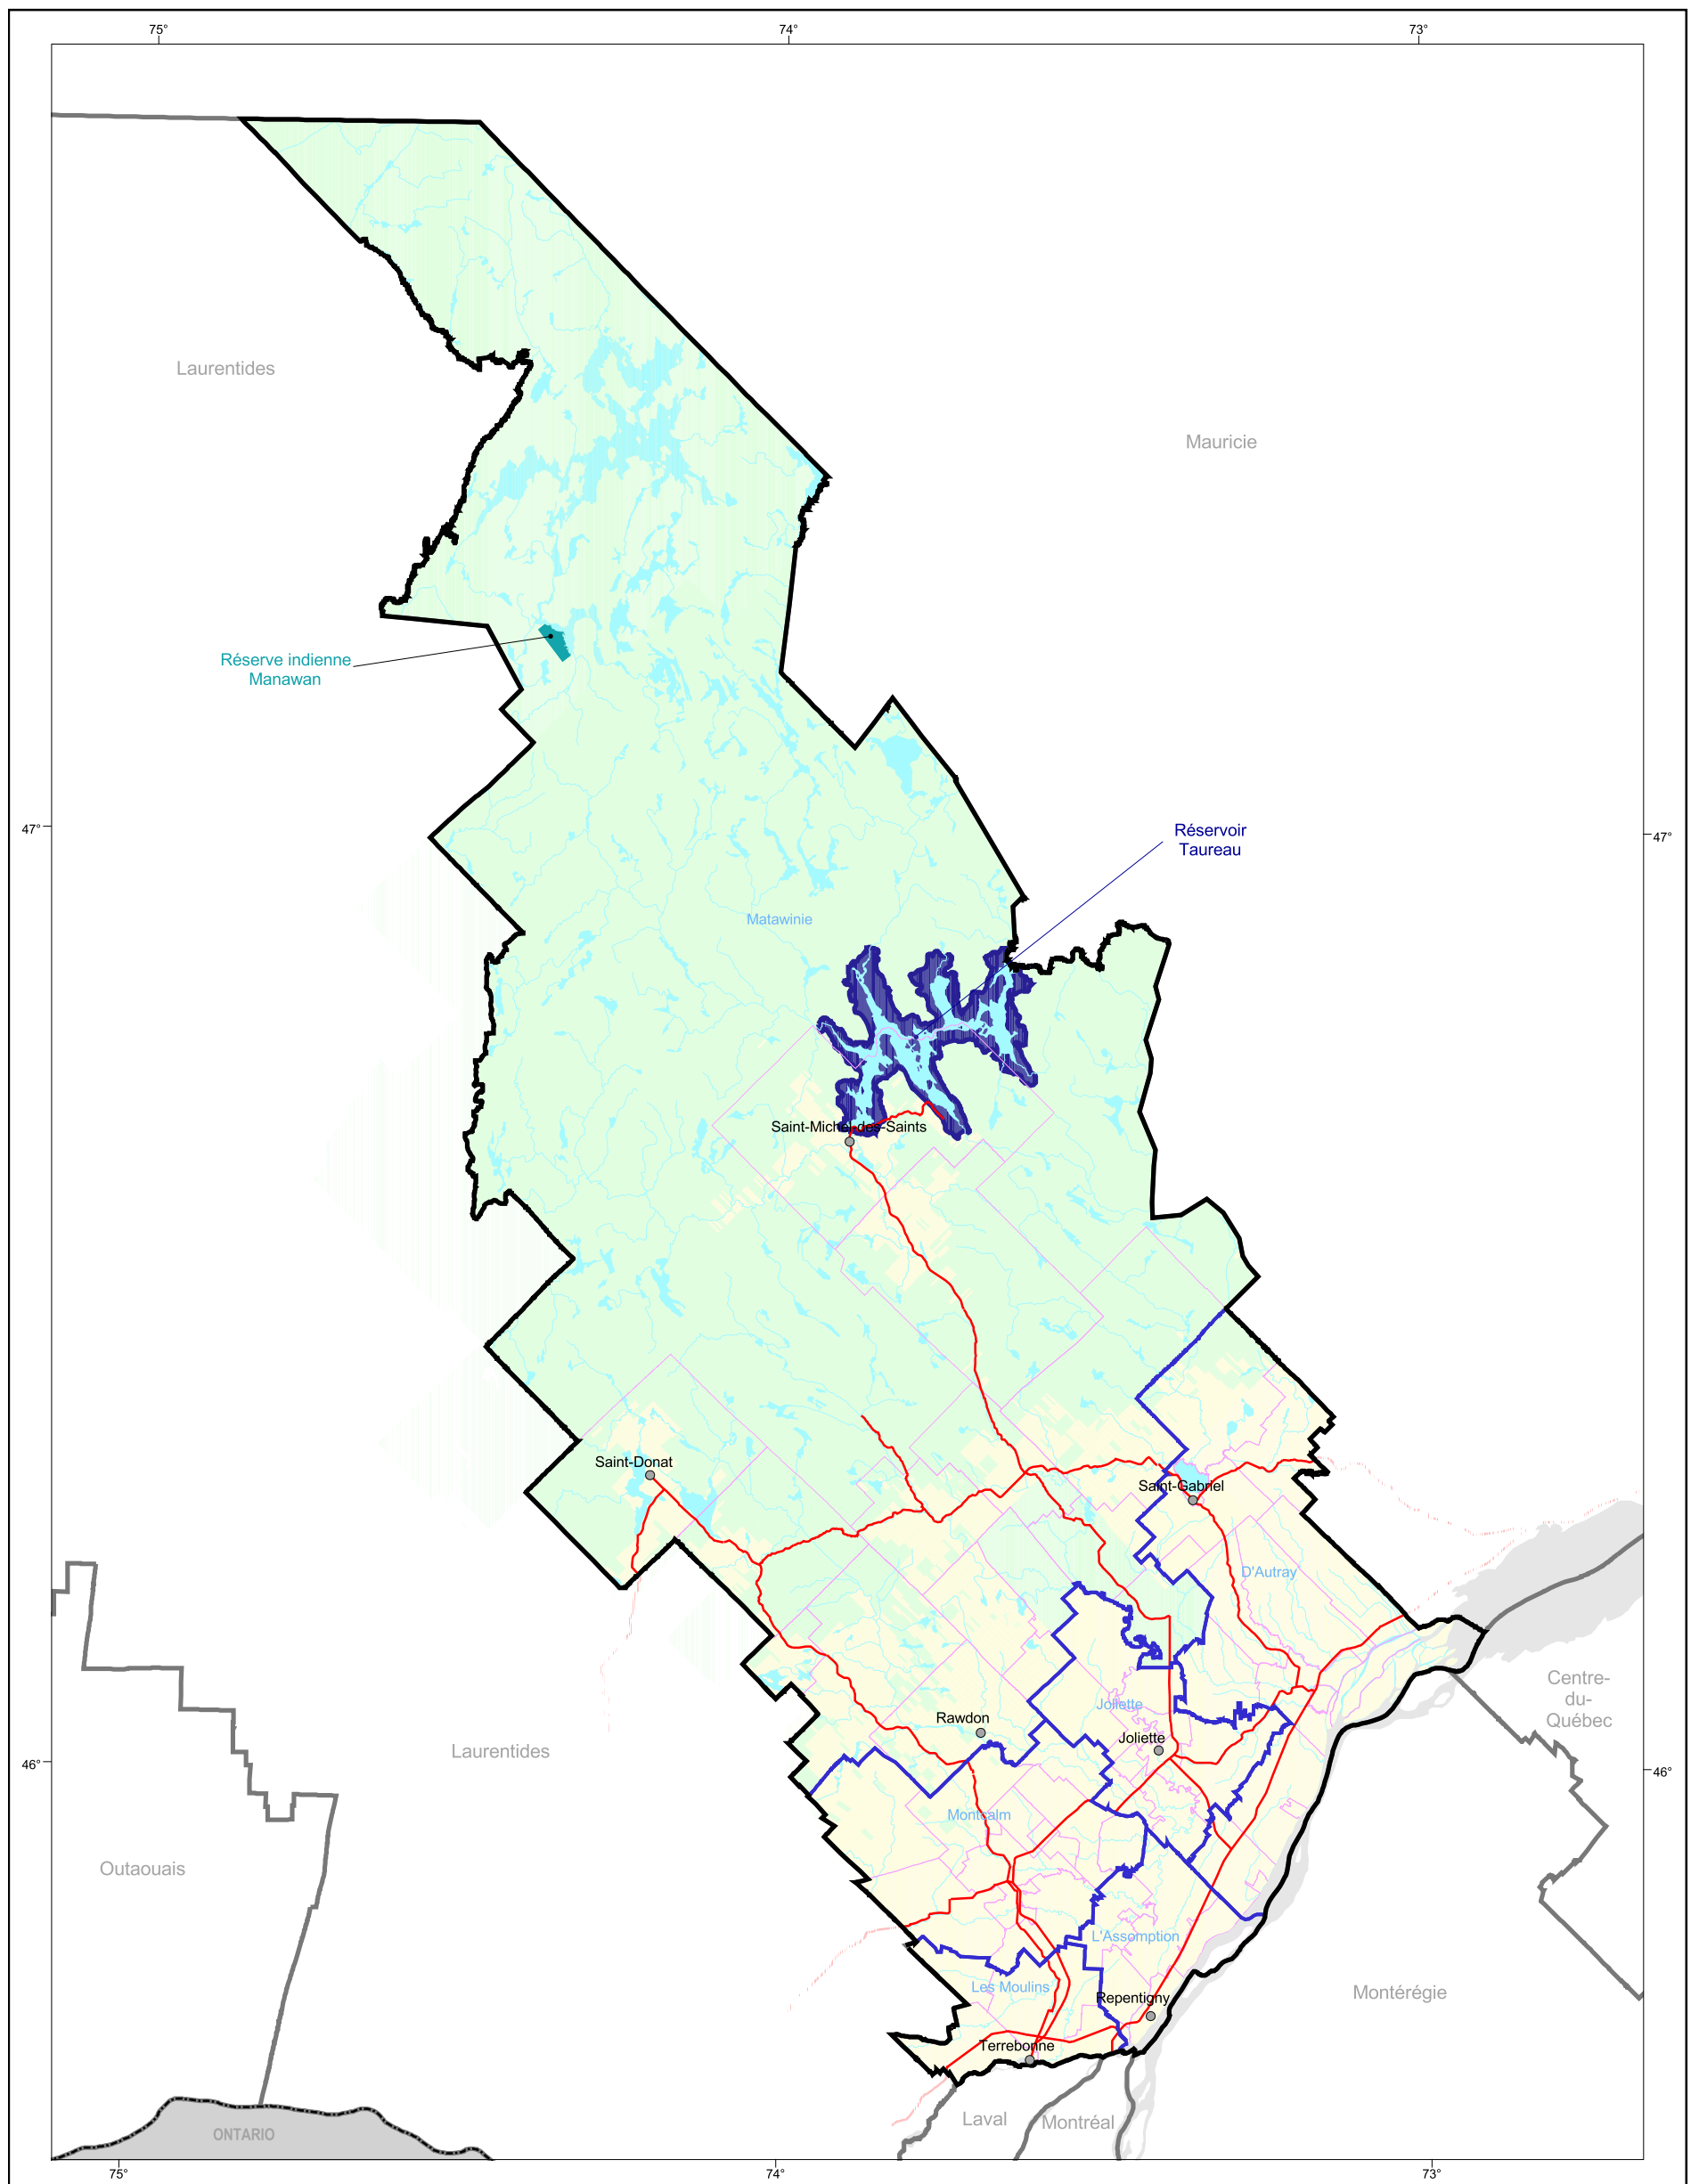 75°
74°
73°
Laurentides
Mauricie
Réserve indienne
Manawan
47°
Réservoir
Taureau
47°
Matawinie
Saint-Michel-des-Saints
Saint-Donat
Saint-Gabriel
D'Autray
Centre-
du-
Québec
Joliette
Rawdon
Joliette
Laurentides
46°
46°
Montcalm
Outaouais
L'Assomption
Les Moulins
Montérégie
Repentigny
Terrebonne
Laval
Montréal
ONTARIO
75°
74°
73°